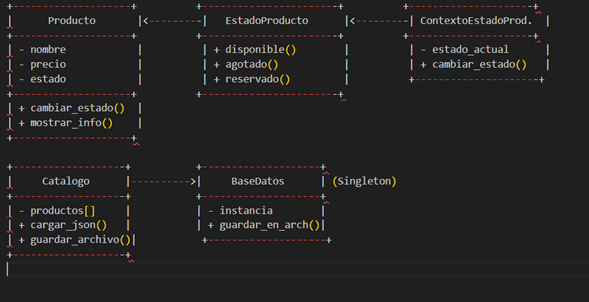 +--------------------+          +----------------------+          +--------------------+
|      Producto      |<---------|    EstadoProducto    |<---------| ContextoEstadoProd. |
+--------------------+          +----------------------+          +--------------------+
| - nombre           |          | + disponible()       |          | - estado_actual    |
| - precio           |          | + agotado()          |          | + cambiar_estado() |
| - estado           |          | + reservado()        |          +--------------------+
+--------------------+          +----------------------+
| + cambiar_estado() |
| + mostrar_info()   |
+--------------------+
+-------------------+          +--------------------+
|     Catalogo      |--------->|     BaseDatos      | (Singleton)
+-------------------+          +--------------------+
| - productos[]     |          | - instancia        |
| + cargar_json()   |          | + guardar_en_arch()|
| + guardar_archivo()|          +--------------------+
+-------------------+